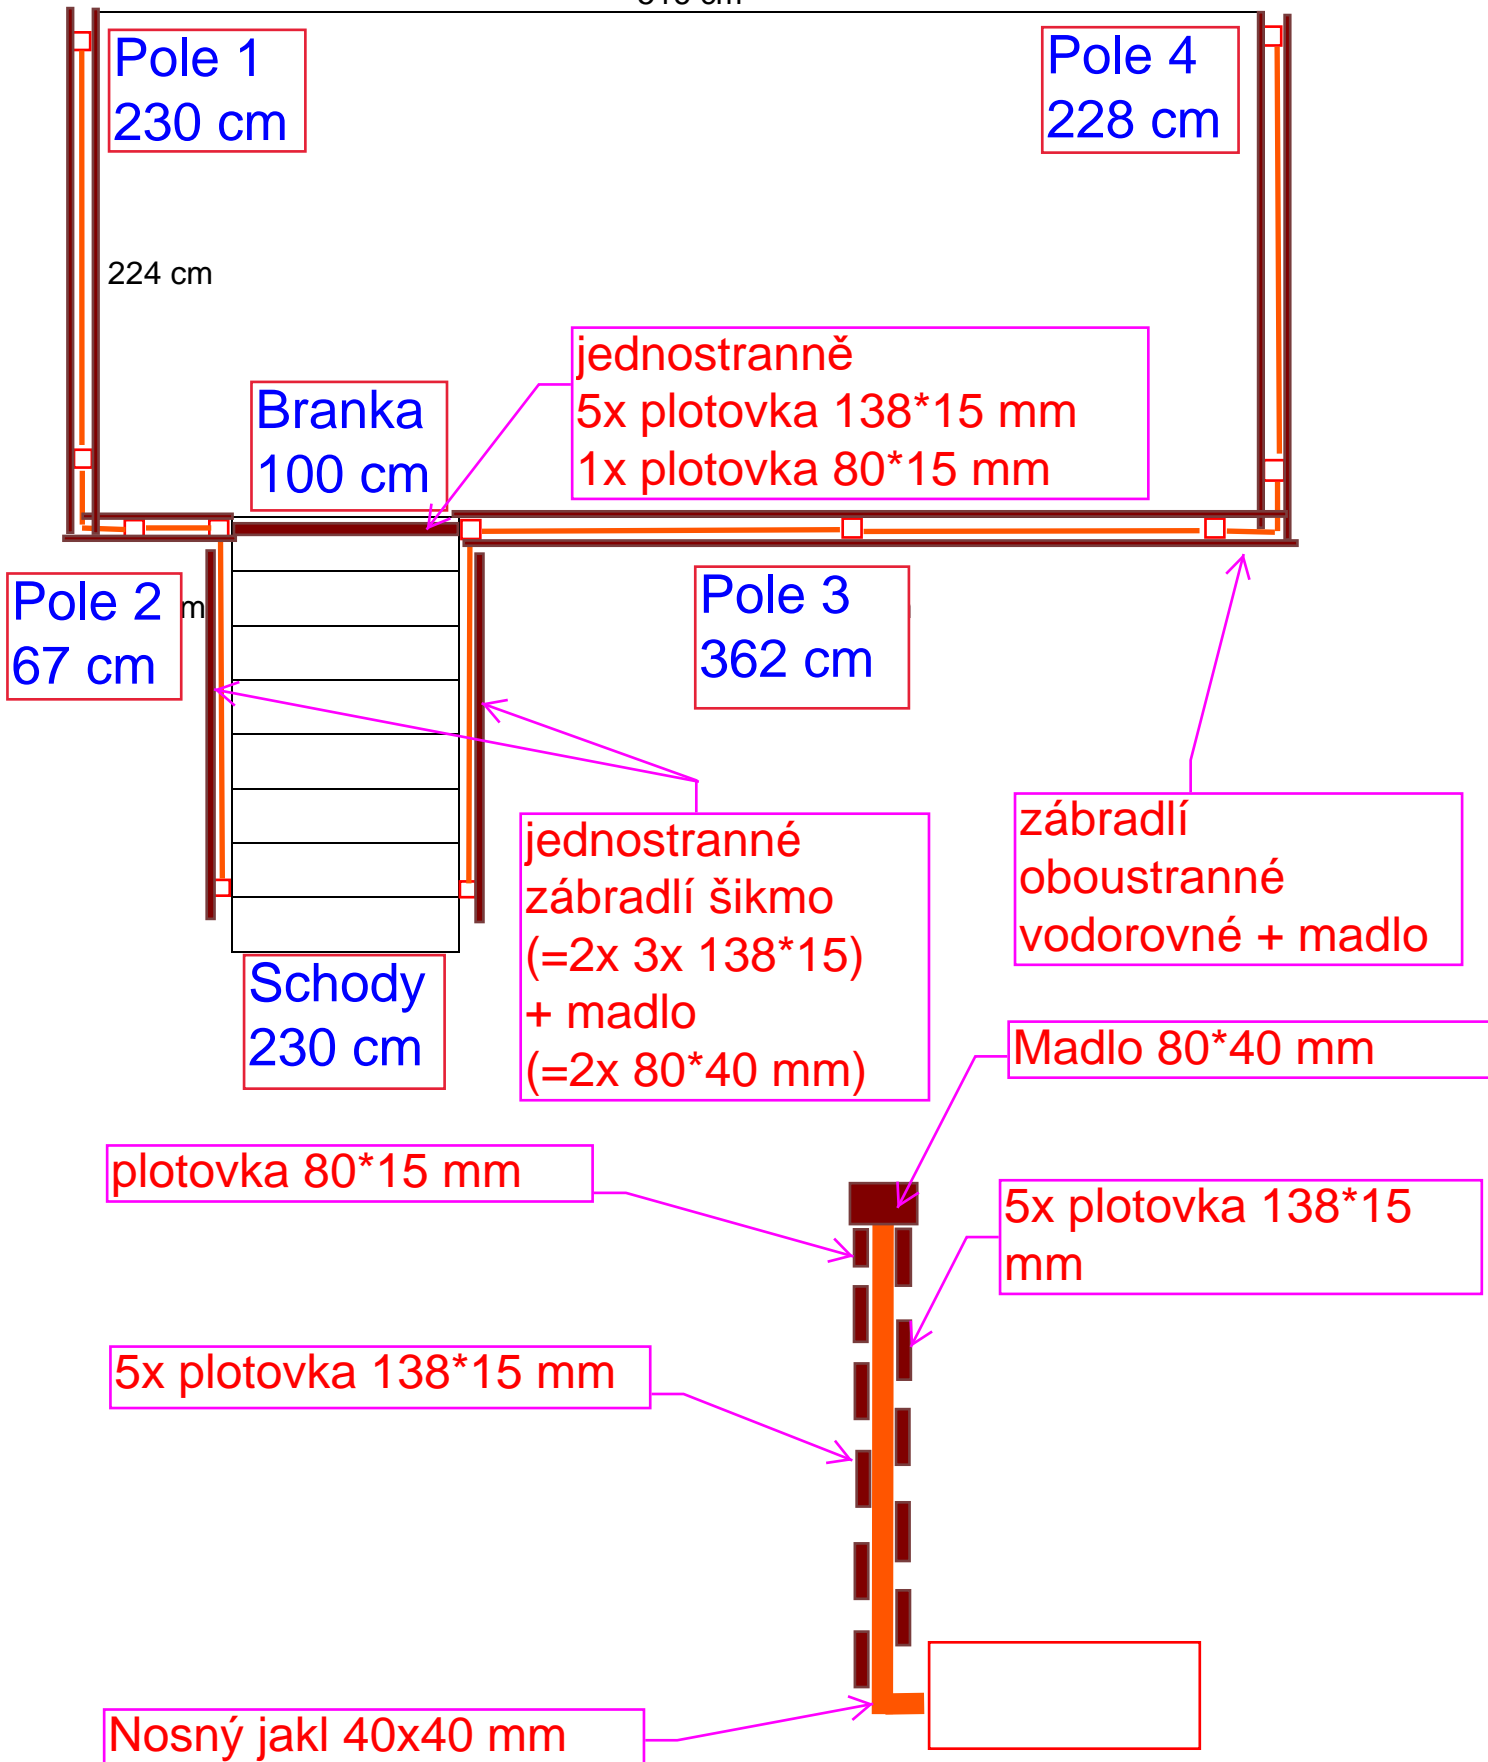 cm
Pole 1
230 cm
Pole 4
228 cm
224 cm
jednostranně
5x plotovka 138*15 mm
1x plotovka 80*15 mm
Branka
100 cm
Pole 2
67 cm
m
Pole 3
362 cm
zábradlí
oboustranné
vodorovné + madlo
jednostranné
zábradlí šikmo
(=2x 3x 138*15)
+ madlo
(=2x 80*40 mm)
Schody
230 cm
Madlo 80*40 mm
plotovka 80*15 mm
5x plotovka 138*15
mm
5x plotovka 138*15 mm
Nosný jakl 40x40 mm